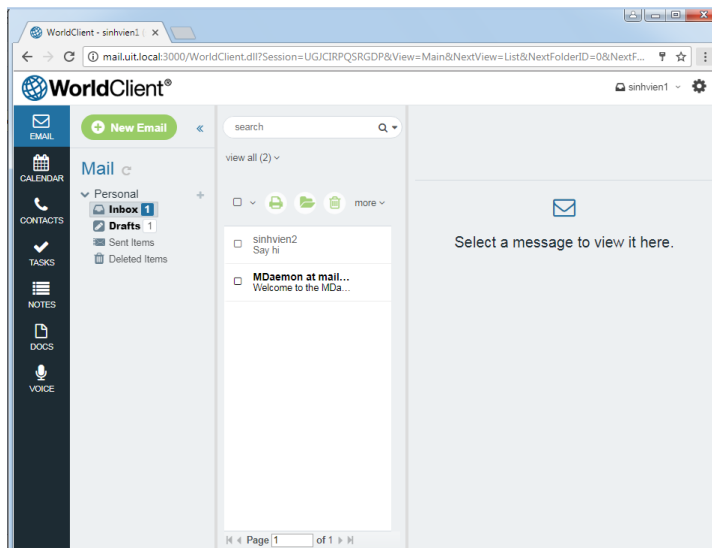 WorldClient - sinhvien1
mail.uit.local:3000/WorldClient.dll?Session=UGJCIRPQSRGDP&View=Main&NextView=List&NextFolderID=0&NextF...
WorldClient®
sinhvien1
EMAIL
CALENDAR
CONTACTS
TASKS
NOTES
DOCS
VOICE
New Email
«
Mail
Personal
+
Inbox 1
Drafts 1
Sent Items
Deleted Items
search
view all (2)
more
sinhvien2
Say hi
MDaemon at mail...
Welcome to the MDa...
Page 1 of 1
Select a message to view it here.